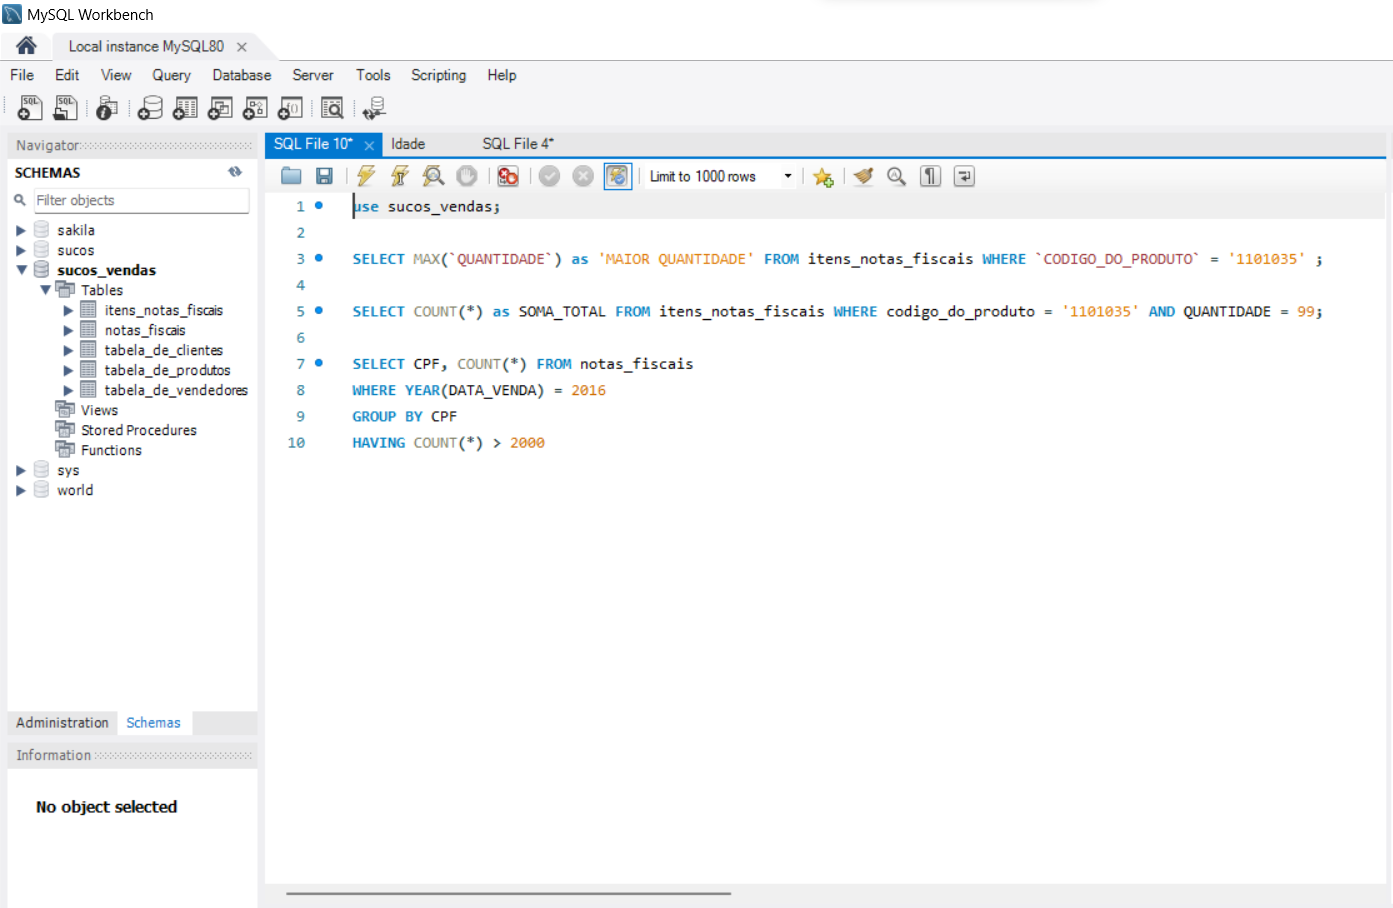 MySQL Workbench
Local instance MySQL80
File Edit View Query Database Server Tools Scripting Help
Navigator
SCHEMAS
Filter objects
sakila
sucos
sucos_vendas
Tables
itens_notas_fiscais
notas_fiscais
tabela_de_clientes
tabela_de_produtos
tabela_de_vendedores
Views
Stored Procedures
Functions
sys
world
Administration Schemas
Information
No object selected
SQL File 10* Idade SQL File 4*
Limit to 1000 rows
1 use sucos_vendas;
2
3 SELECT MAX(`QUANTIDADE`) as 'MAIOR QUANTIDADE' FROM itens_notas_fiscais WHERE `CODIGO_DO_PRODUTO` = '1101035' ;
4
5 SELECT COUNT(*) as SOMA_TOTAL FROM itens_notas_fiscais WHERE codigo_do_produto = '1101035' AND QUANTIDADE = 99;
6
7 SELECT CPF, COUNT(*) FROM notas_fiscais
8 WHERE YEAR(DATA_VENDA) = 2016
9 GROUP BY CPF
10 HAVING COUNT(*) > 2000